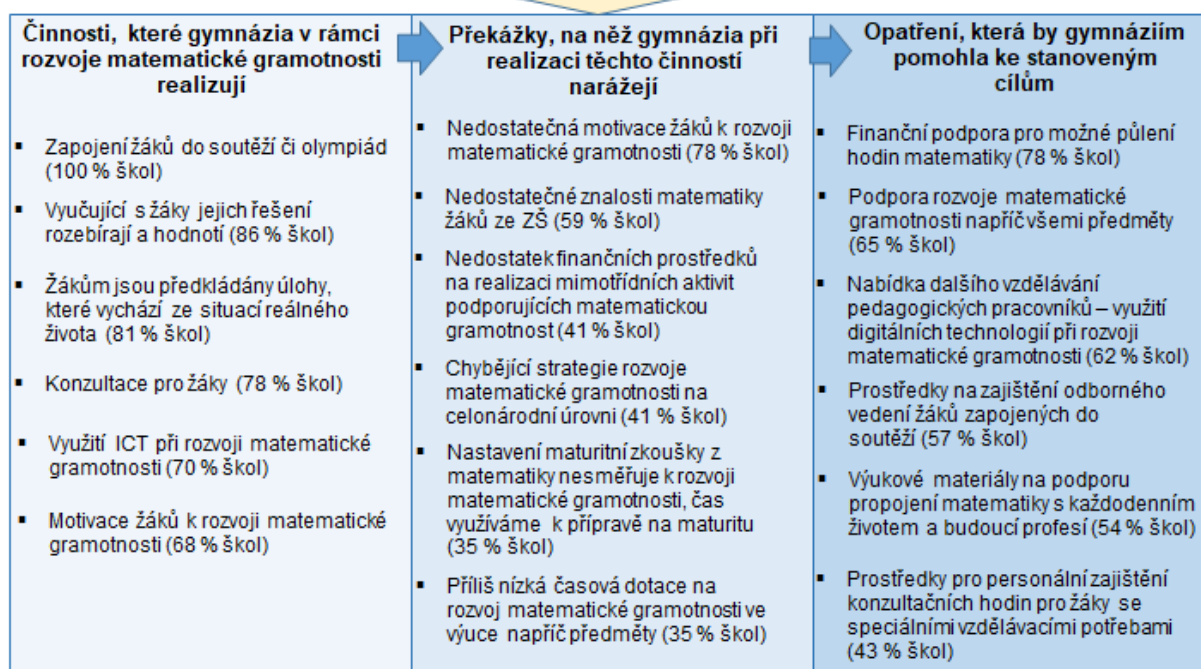 Činnosti, které gymnázia v rámci
rozvoje matematické gramotnosti
realizují
▪ Zapojení žáků do soutěží či olympiád
(100 % škol)
▪ Vyučující s žáky jejich řešení
rozebírají a hodnotí (86 % škol)
▪ Žákům jsou předkládány úlohy,
které vychází ze situací reálného
života (81 % škol)
▪ Konzultace pro žáky (78 % škol)
▪ Využití ICT při rozvoji matematické
gramotnosti (70 % škol)
▪ Motivace žáků k rozvoji matematické
gramotnosti (68 % škol)
Překážky, na něž gymnázia při
realizaci těchto činností
narážejí
▪ Nedostatečná motivace žáků k rozvoji
matematické gramotnosti (78 % škol)
▪ Nedostatečné znalosti matematiky
žáků ze ZŠ (59 % škol)
▪ Nedostatek finančních prostředků
na realizaci mimotřídních aktivit
podporujících matematickou
gramotnost (41 % škol)
▪ Chybějící strategie rozvoje
matematické gramotnosti na
celonárodní úrovni (41 % škol)
▪ Nastavení maturitní zkoušky z
matematiky nesměřuje k rozvoji
matematické gramotnosti, čas
využíváme k přípravě na maturitu
(35 % škol)
▪ Příliš nízká časová dotace na
rozvoj matematické gramotnosti ve
výuce napříč předměty (35 % škol)
Opatření, která by gymnáziím
pomohla ke stanoveným
cílům
▪ Finanční podpora pro možné půlení
hodin matematiky (78 % škol)
▪ Podpora rozvoje matematické
gramotnosti napříč všemi předměty
(65 % škol)
▪ Nabídka dalšího vzdělávání
pedagogických pracovníků – využití
digitálních technologií při rozvoji
matematické gramotnosti (62 % škol)
▪ Prostředky na zajištění odborného
vedení žáků zapojených do
soutěží (57 % škol)
▪ Výukové materiály na podporu
propojení matematiky s každodenním
životem a budoucí profesí (54 % škol)
▪ Prostředky pro personální zajištění
konzultačních hodin pro žáky se
speciálními vzdělávacími potřebami
(43 % škol)